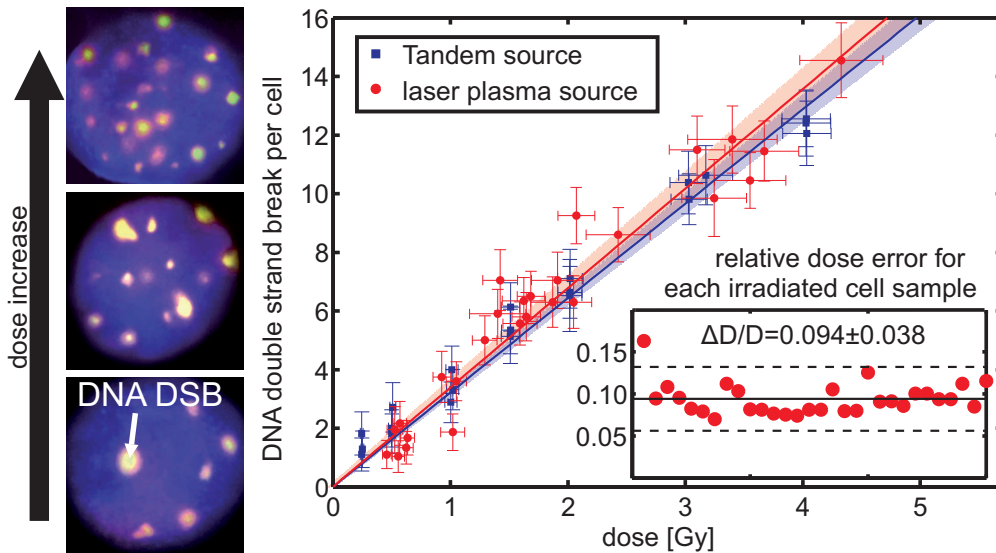 dose increase
DNA DSB
DNA double strand break per cell
16
14
12
10
8
6
4
2
0
Tandem source
laser plasma source
relative dose error for
each irradiated cell sample
ΔD/D=0.094±0.038
0.15
0.10
0.05
0 1 2 3 4 5
dose [Gy]